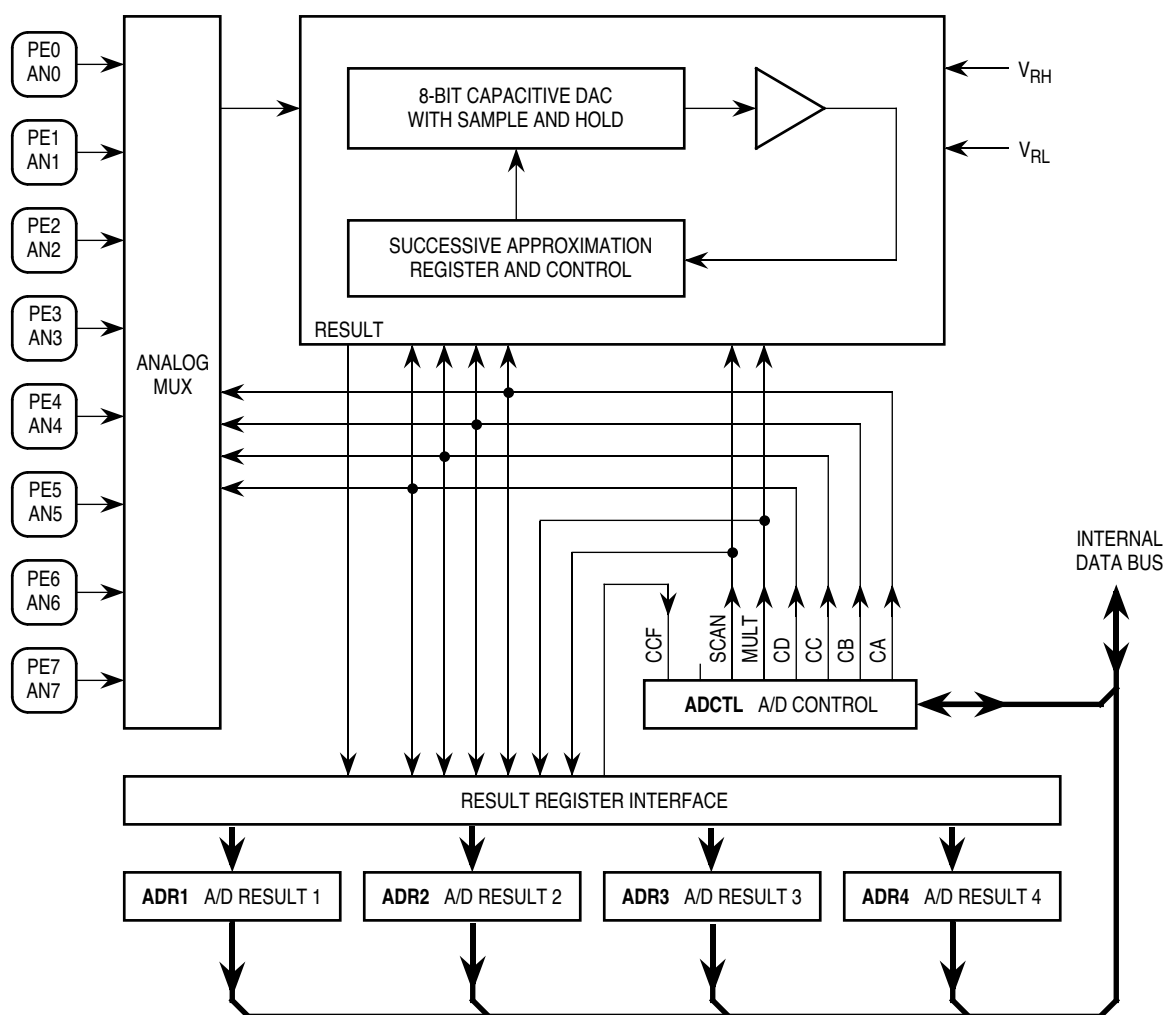 PE0
AN0
PE1
AN1
PE2
AN2
PE3
AN3
PE4
AN4
PE5
AN5
PE6
AN6
PE7
AN7
ANALOG
MUX
8-BIT CAPACITIVE DAC
WITH SAMPLE AND HOLD
SUCCESSIVE APPROXIMATION
REGISTER AND CONTROL
RESULT
VRH
VRL
INTERNAL
DATA BUS
CCF
SCAN
MULT
CD
CC
CB
CA
ADCTL A/D CONTROL
RESULT REGISTER INTERFACE
ADR1 A/D RESULT 1
ADR2 A/D RESULT 2
ADR3 A/D RESULT 3
ADR4 A/D RESULT 4